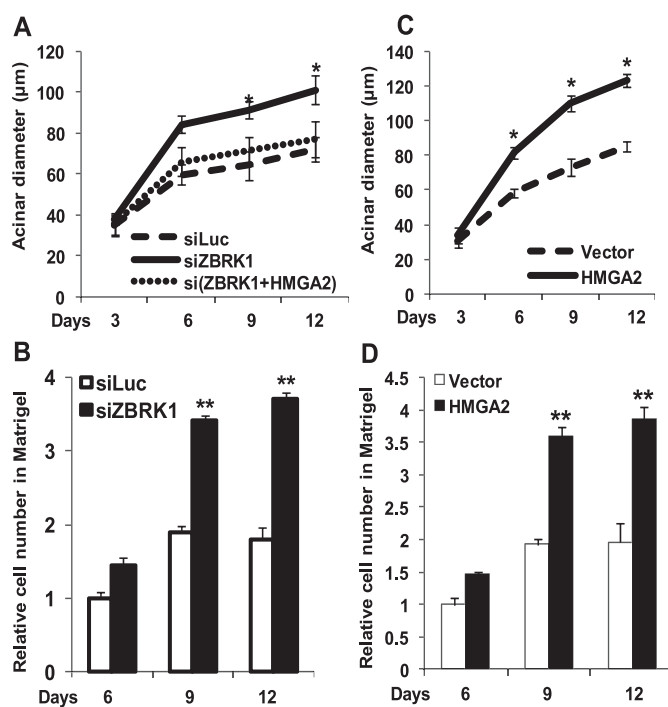 A
Acinar diameter (µm)
120
100
80
60
40
20
0
*
*
siLuc
siZBRK1
si(ZBRK1+HMGA2)
Days 3 6 9 12
C
Acinar diameter (µm)
140
120
100
80
60
40
20
0
*
*
*
Vector
HMGA2
Days 3 6 9 12
B
Relative cell number in Matrigel
4
3
2
1
0
siLuc
siZBRK1
**
**
Days 6 9 12
D
Relative cell number in Matrigel
4.5
4
3.5
3
2.5
2
1.5
1
0.5
0
Vector
HMGA2
**
**
Days 6 9 12